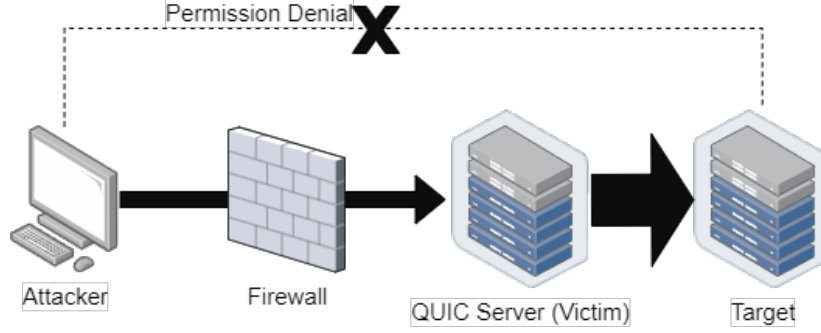 Permission Denial
Attacker
Firewall
QUIC Server (Victim)
Target